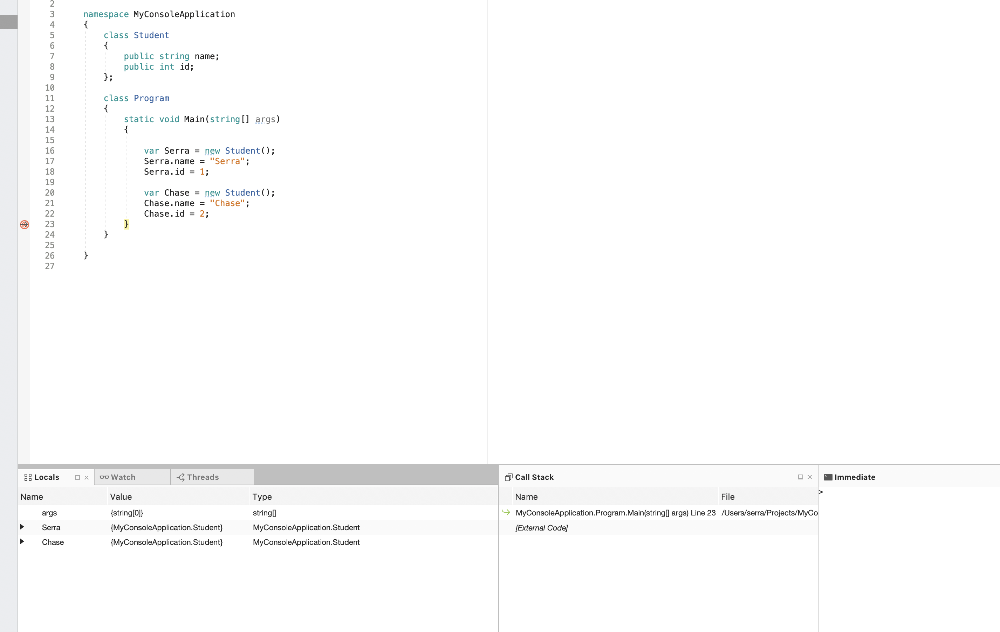 2
3 namespace MyConsoleApplication
4 {
5 class Student
6 {
7 public string name;
8 public int id;
9 };
10
11 class Program
12 {
13 static void Main(string[] args)
14 {
15
16 var Serra = new Student();
17 Serra.name = "Serra";
18 Serra.id = 1;
19
20 var Chase = new Student();
21 Chase.name = "Chase";
22 Chase.id = 2;
23 }
24 }
25
26 }
27
Locals Watch Threads
Name Value Type
args {string[0]} string[]
Serra {MyConsoleApplication.Student} MyConsoleApplication.Student
Chase {MyConsoleApplication.Student} MyConsoleApplication.Student
Call Stack
Name File
MyConsoleApplication.Program.Main(string[] args) Line 23 /Users/serra/Projects/MyCo
[External Code]
Immediate
>